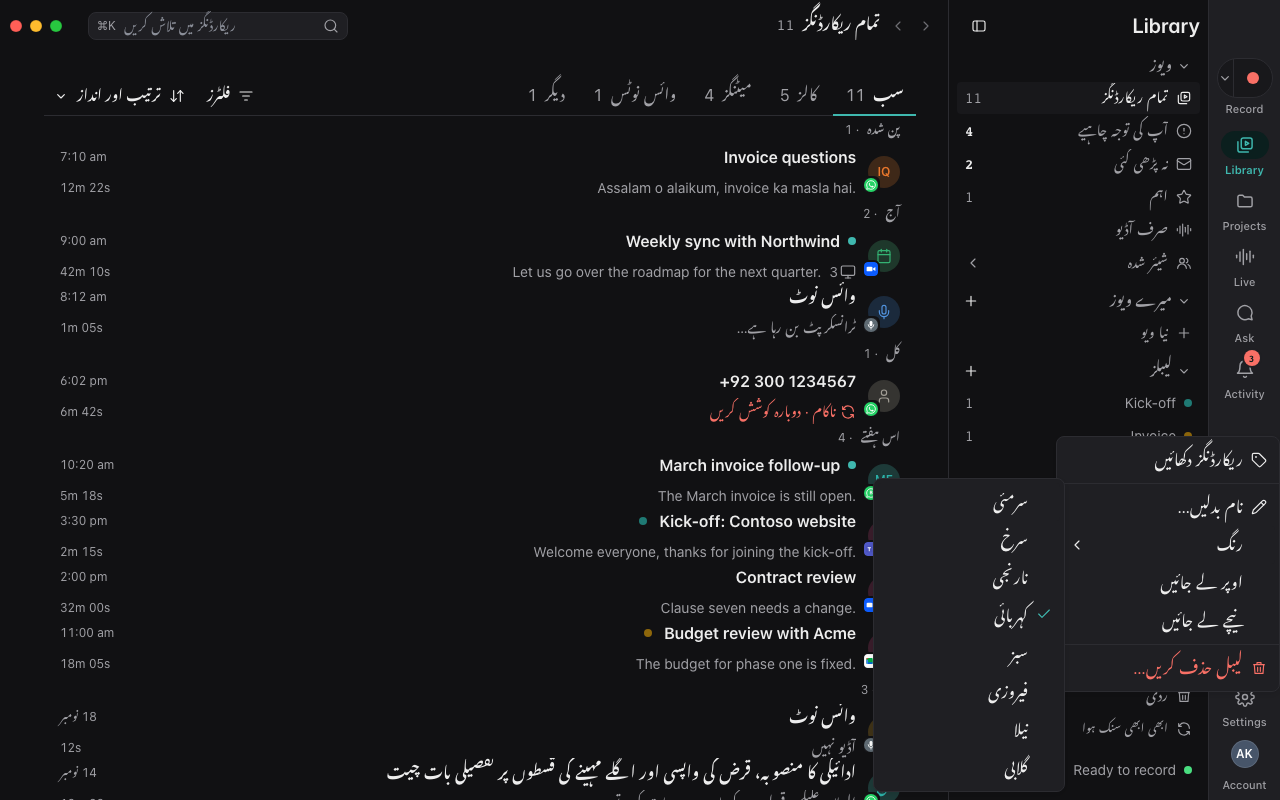 Library
ویوز
تمام ریکارڈنگز 11
آپ کی توجہ چاہیے 4
نہ پڑھی گئی 2
اہم 1
صرف آڈیو
شیئر شدہ
میرے ویوز
نیا ویو
لیبلز
Kick-off 1
Invoice 1
ردی
ابھی ابھی سنک ہوا
Ready to record
Record
Library
Projects
Live
Ask
3
Activity
Settings
AK
Account
ریکارڈنگز دکھائیں
نام بدلیں...
رنگ
اوپر لے جائیں
نیچے لے جائیں
لیبل حذف کریں...
سرمئی
سرخ
نارنجی
کہربائی
سبز
فیروزی
نیلا
گلابی
تمام ریکارڈنگز 11
ریکارڈنگز میں تلاش کریں ⌘K
سب 11
کالز 5
میٹنگز 4
وائس نوٹس 1
دیگر 1
فلٹرز
ترتیب اور انداز
پن شدہ · 1
IQ
Invoice questions 7:10 am
Assalam o alaikum, invoice ka masla hai. 12m 22s
آج · 2
Weekly sync with Northwind 9:00 am
Let us go over the roadmap for the next quarter. 3 42m 10s
وائس نوٹ 8:12 am
ٹرانسکرپٹ بن رہا ہے... 1m 05s
کل · 1
+92 300 1234567 6:02 pm
ناکام · دوبارہ کوشش کریں 6m 42s
اس ہفتے · 4
March invoice follow-up 10:20 am
The March invoice is still open. 5m 18s
Kick-off: Contoso website 3:30 pm
Welcome everyone, thanks for joining the kick-off. 2m 15s
Contract review 2:00 pm
Clause seven needs a change. 32m 00s
Budget review with Acme 11:00 am
The budget for phase one is fixed. 18m 05s
3
وائس نوٹ 18 نومبر
آڈیو نہیں 12s
ادائیگی کا منصوبہ، قرض کی واپسی اور اگلے مہینے کی قسطوں پر تفصیلی بات چیت 14 نومبر